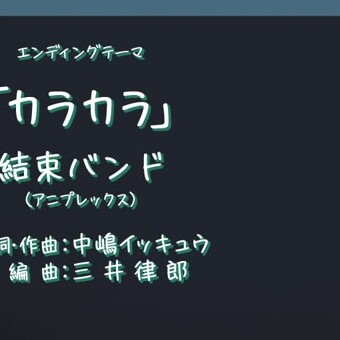 エンディングテーマ
「カラカラ」
結束バンド
(アニプレックス)
詞・作曲:中嶋イッキュウ
編曲:三井律郎